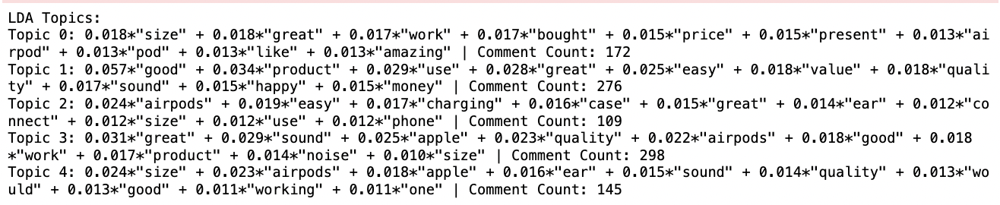 LDA Topics:
Topic 0: 0.018*"size" + 0.018*"great" + 0.017*"work" + 0.017*"bought" + 0.015*"price" + 0.015*"present" + 0.013*"ai
rpod" + 0.013*"pod" + 0.013*"like" + 0.013*"amazing" | Comment Count: 172
Topic 1: 0.057*"good" + 0.034*"product" + 0.029*"use" + 0.028*"great" + 0.025*"easy" + 0.018*"value" + 0.018*"quali
ty" + 0.017*"sound" + 0.015*"happy" + 0.015*"money" | Comment Count: 276
Topic 2: 0.024*"airpods" + 0.019*"easy" + 0.017*"charging" + 0.016*"case" + 0.015*"great" + 0.014*"ear" + 0.012*"co
nnect" + 0.012*"size" + 0.012*"use" + 0.012*"phone" | Comment Count: 109
Topic 3: 0.031*"great" + 0.029*"sound" + 0.025*"apple" + 0.023*"quality" + 0.022*"airpods" + 0.018*"good" + 0.018
*"work" + 0.017*"product" + 0.014*"noise" + 0.010*"size" | Comment Count: 298
Topic 4: 0.024*"size" + 0.023*"airpods" + 0.018*"apple" + 0.016*"ear" + 0.015*"sound" + 0.014*"quality" + 0.013*"wo
uld" + 0.013*"good" + 0.011*"working" + 0.011*"one" | Comment Count: 145